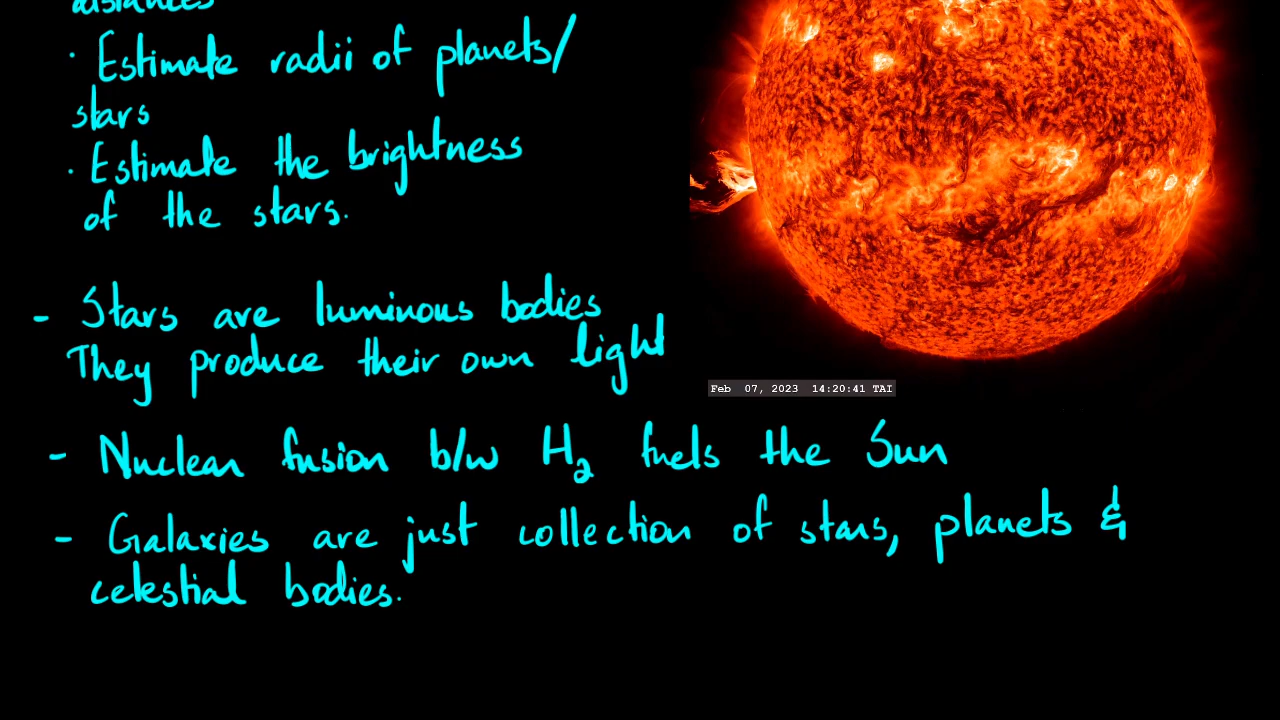 distances
· Estimate radii of planets/
stars
· Estimate the brightness
of the stars.
- Stars are luminous bodies
They produce their own light
Feb 07, 2023 14:20:41 TAI
- Nuclear fusion b/w H₂ fuels the Sun
- Galaxies are just collection of stars, planets &
celestial bodies.